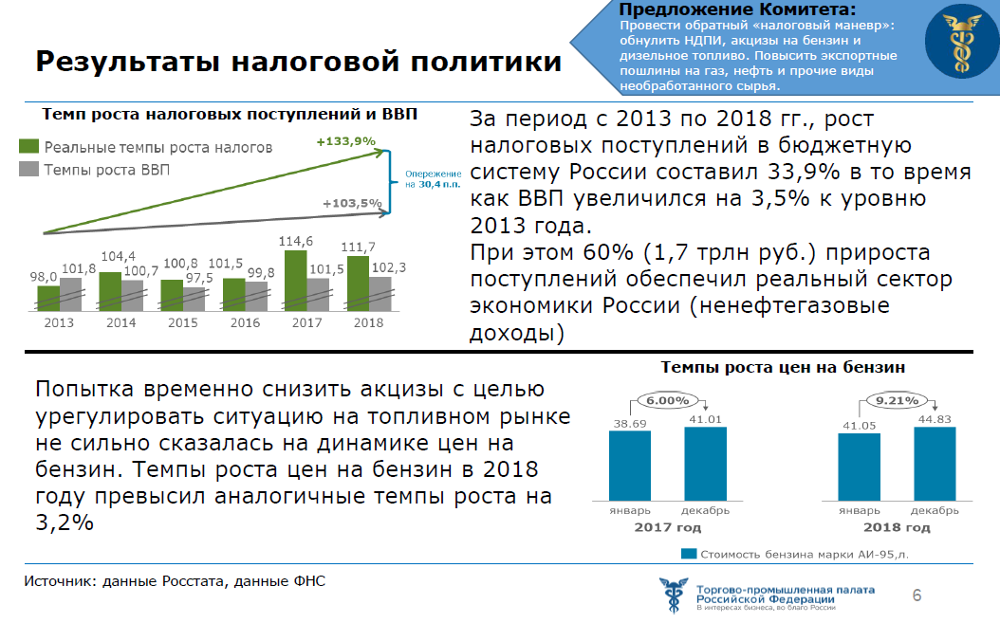 Предложение Комитета:
Провести обратный «налоговый маневр»:
обнулить НДПИ, акцизы на бензин и
дизельное топливо. Повысить экспортные
пошлины на газ, нефть и прочие виды
необработанного сырья.
Результаты налоговой политики
Темп роста налоговых поступлений и ВВП
Реальные темпы роста налогов
Темпы роста ВВП
+133,9%
Опережение
на 30,4 п.п.
+103,5%
98,0 101,8 104,4 100,7 100,8 97,5 101,5 99,8 114,6 101,5 111,7 102,3
2013 2014 2015 2016 2017 2018
За период с 2013 по 2018 гг., рост
налоговых поступлений в бюджетную
систему России составил 33,9% в то время
как ВВП увеличился на 3,5% к уровню
2013 года.
При этом 60% (1,7 трлн руб.) прироста
поступлений обеспечил реальный сектор
экономики России (ненефтегазовые
доходы)
Попытка временно снизить акцизы с целью
урегулировать ситуацию на топливном рынке
не сильно сказалась на динамике цен на
бензин. Темпы роста цен на бензин в 2018
году превысил аналогичные темпы роста на
3,2%
Темпы роста цен на бензин
6.00% 9.21%
38.69 41.01 41.05 44.83
январь декабрь январь декабрь
2017 год 2018 год
Стоимость бензина марки АИ-95,л.
Источник: данные Росстата, данные ФНС
Торгово-промышленная палата
Российской Федерации
В интересах бизнеса, во благо России
6